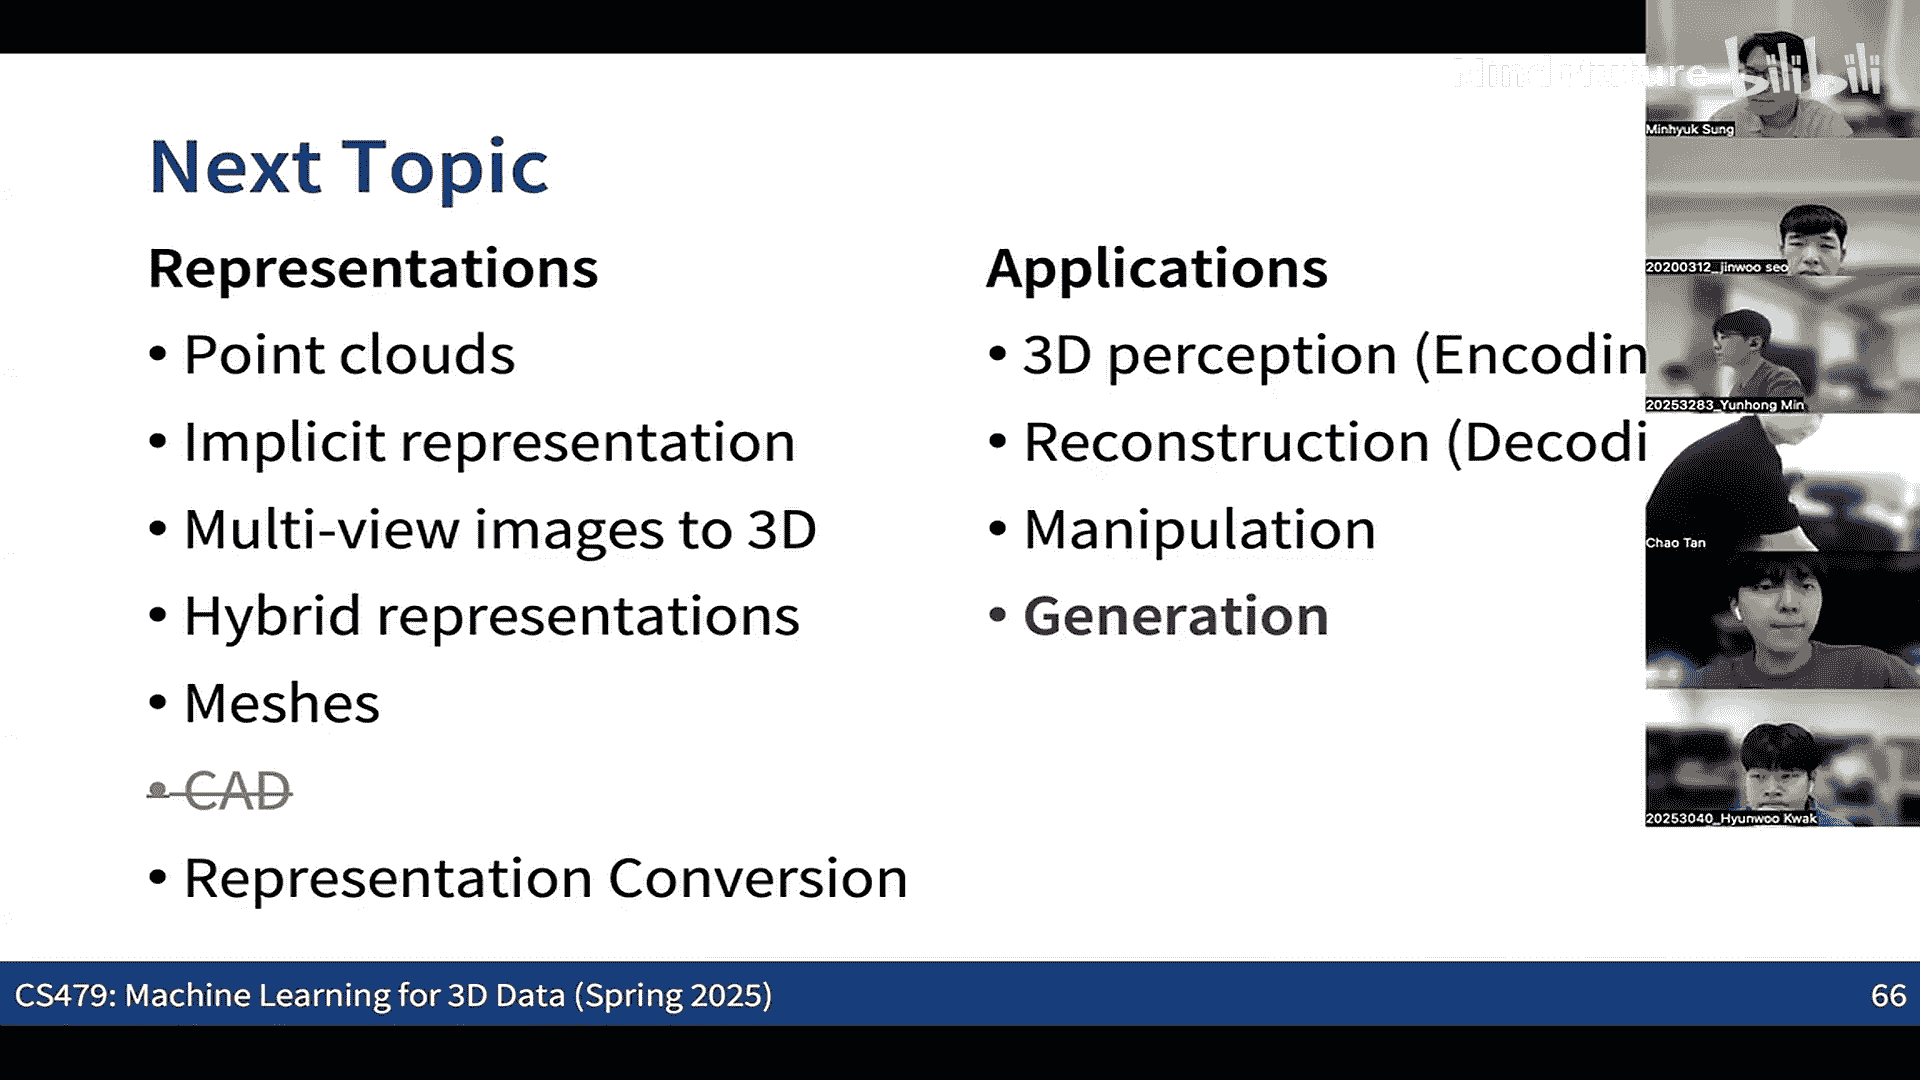 Next Topic
Representations
• Point clouds
• Implicit representation
• Multi-view images to 3D
• Hybrid representations
• Meshes
• CAD
• Representation Conversion
Applications
• 3D perception (Encodin
• Reconstruction (Decodi
• Manipulation
• Generation
bilibili
Minhyuk Sung
20200312_jinwoo seo
20253283_Yunhong Min
Chao Tan
20253040_Hyunwoo Kwak
CS479: Machine Learning for 3D Data (Spring 2025)
66